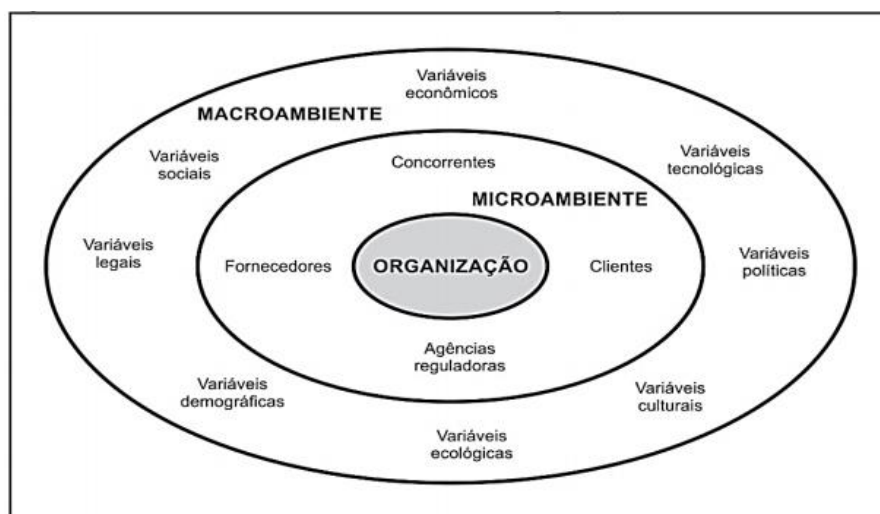 Variáveis
econômicos
MACROAMBIENTE
Variáveis
sociais
Concorrentes
Variáveis
tecnológicas
MICROAMBIENTE
Variáveis
legais
Fornecedores
ORGANIZAÇÃO
Clientes
Variáveis
políticas
Agências
reguladoras
Variáveis
demográficas
Variáveis
culturais
Variáveis
ecológicas